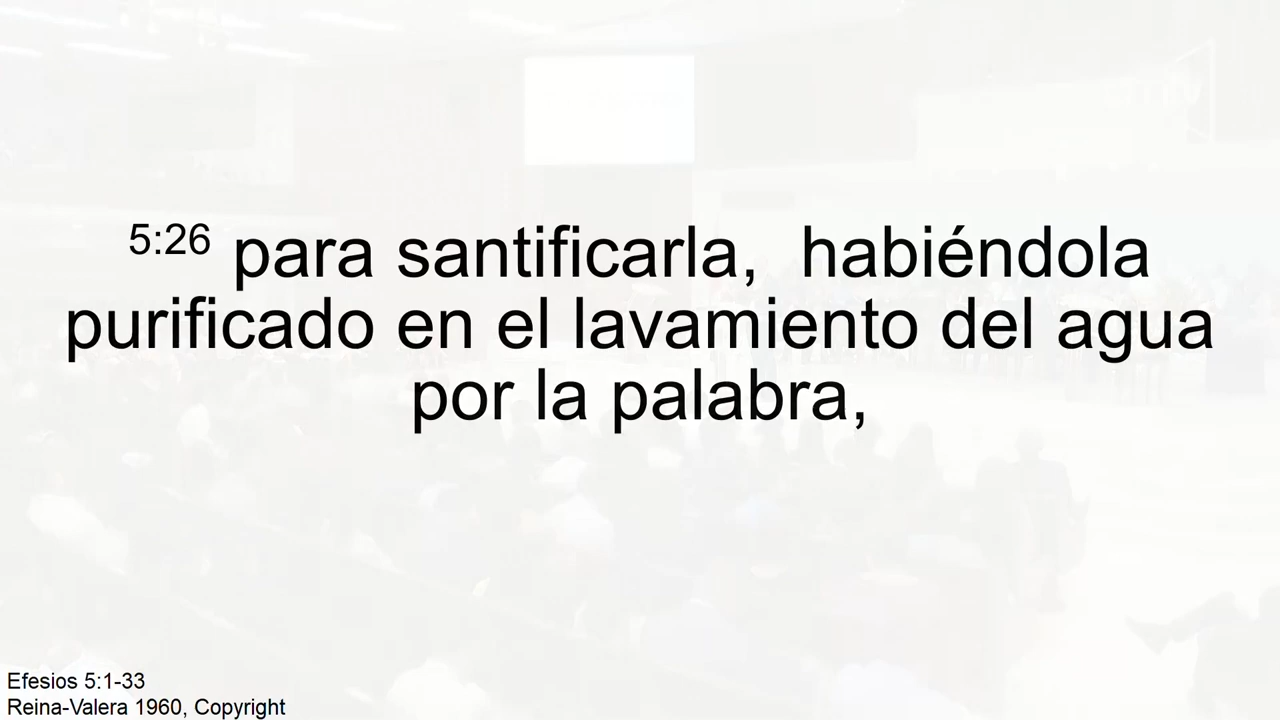 5:26 para santificarla, habiéndola
purificado en el lavamiento del agua
por la palabra,
Efesios 5:1-33
Reina-Valera 1960, Copyright